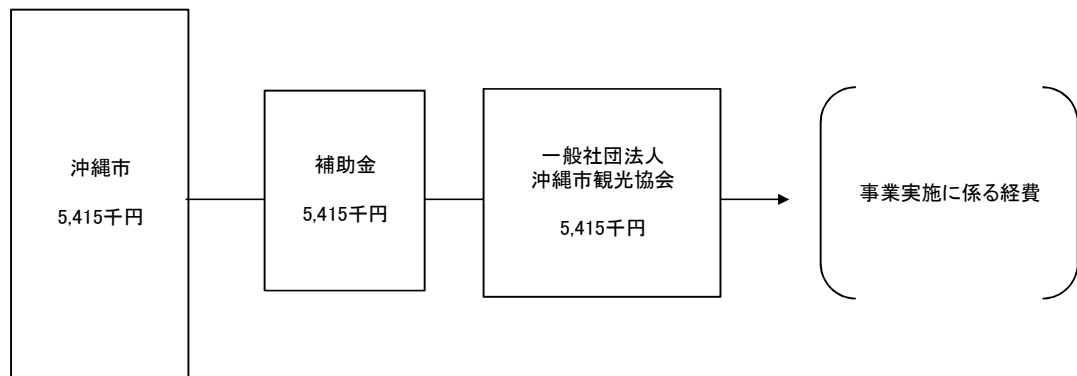 沖縄市
5,415千円
補助金
5,415千円
一般社団法人
沖縄市観光協会
5,415千円
事業実施に係る経費